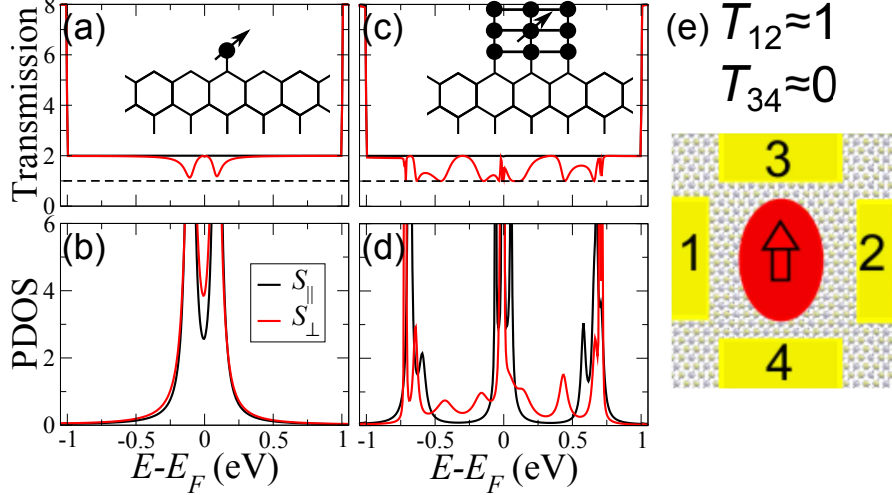 (a)
(c)
(e) T12≈1
T34≈0
Transmission
8
6
4
2
0
(b)
(d)
PDOS
6
4
2
0
S∥
S⊥
-1 -0.5 0 0.5 1
-1 -0.5 0 0.5 1
E-EF (eV)
E-EF (eV)
3
1
2
4